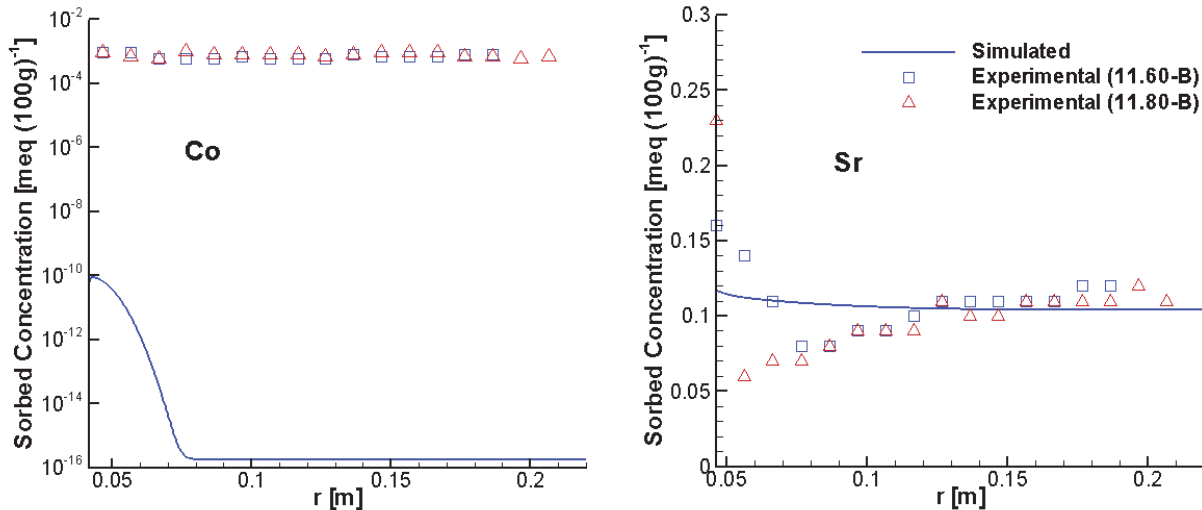 10⁻²
10⁻⁴
10⁻⁶
10⁻⁸
10⁻¹⁰
10⁻¹²
10⁻¹⁴
10⁻¹⁶
Sorbed Concentration [meq (100g)⁻¹]
Co
0.05
0.1
0.15
0.2
r [m]
0.3
0.25
0.2
0.15
0.1
0.05
0
Sorbed Concentration [meq (100g)⁻¹]
Simulated
Experimental (11.60-B)
Experimental (11.80-B)
Sr
0.05
0.1
0.15
0.2
r [m]